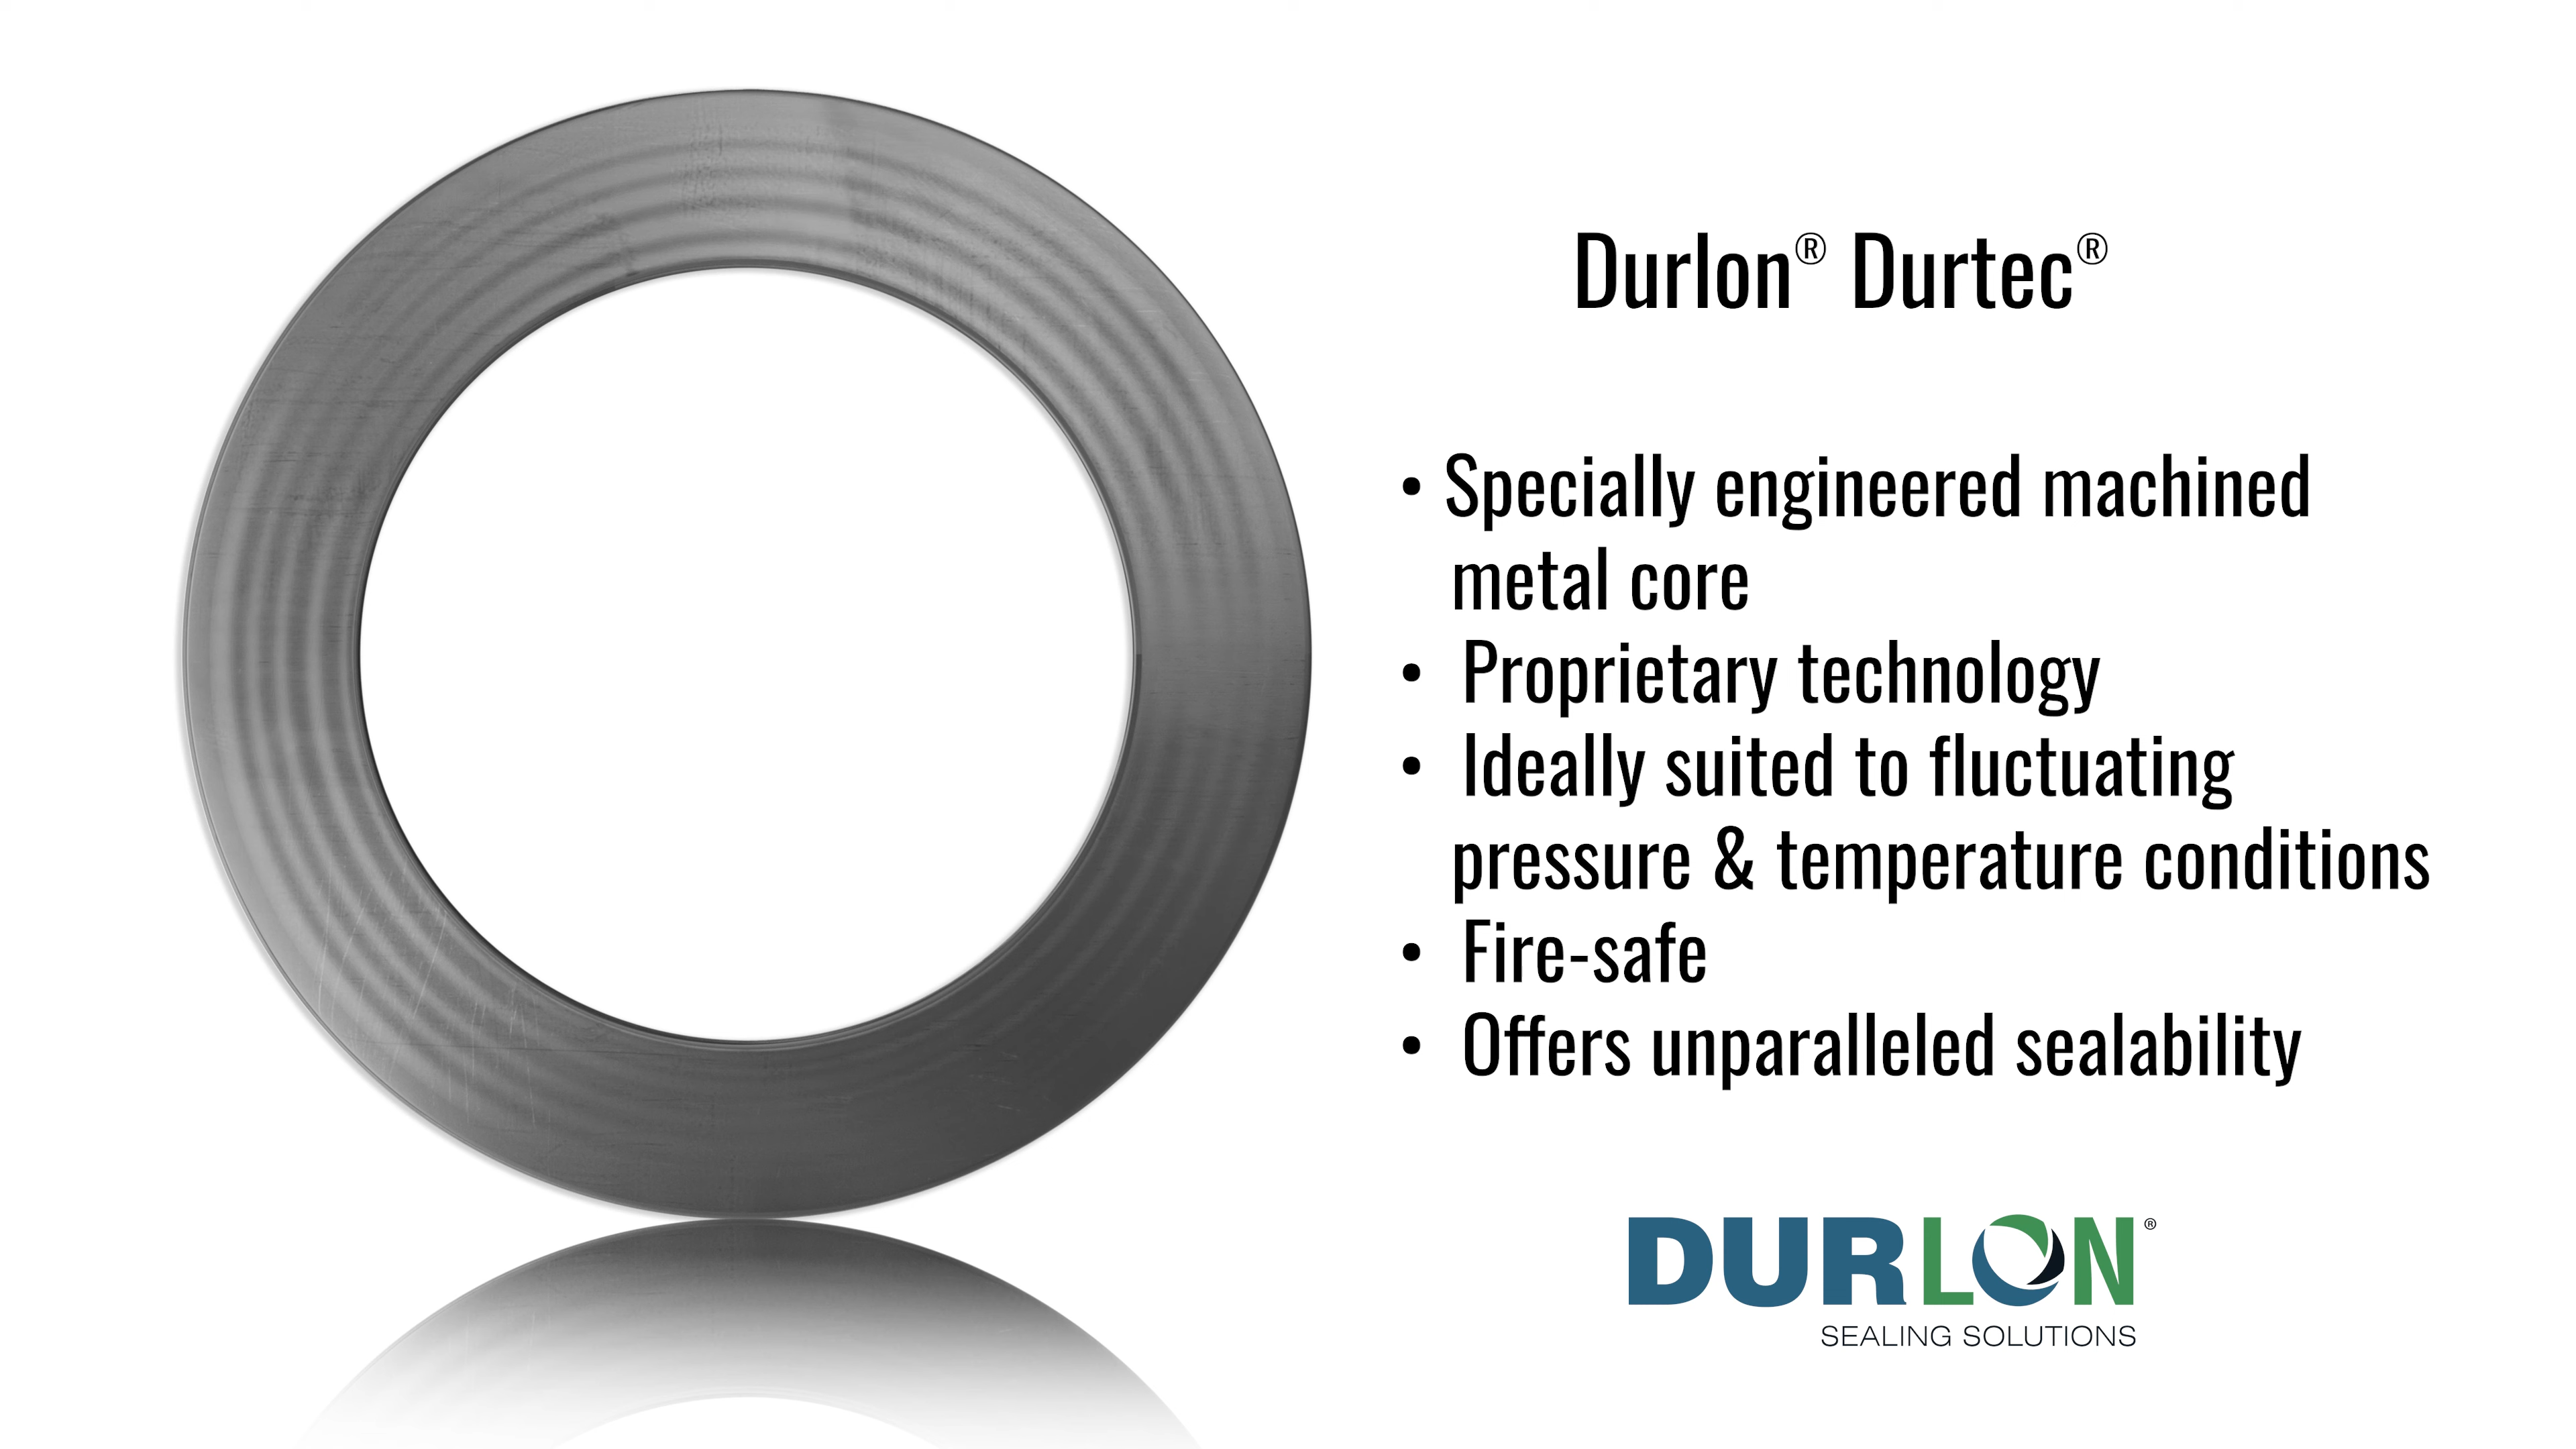 Durlon® Durtec®
• Specially engineered machined
metal core
• Proprietary technology
• Ideally suited to fluctuating
pressure & temperature conditions
• Fire-safe
• Offers unparalleled sealability
DURLON®
SEALING SOLUTIONS